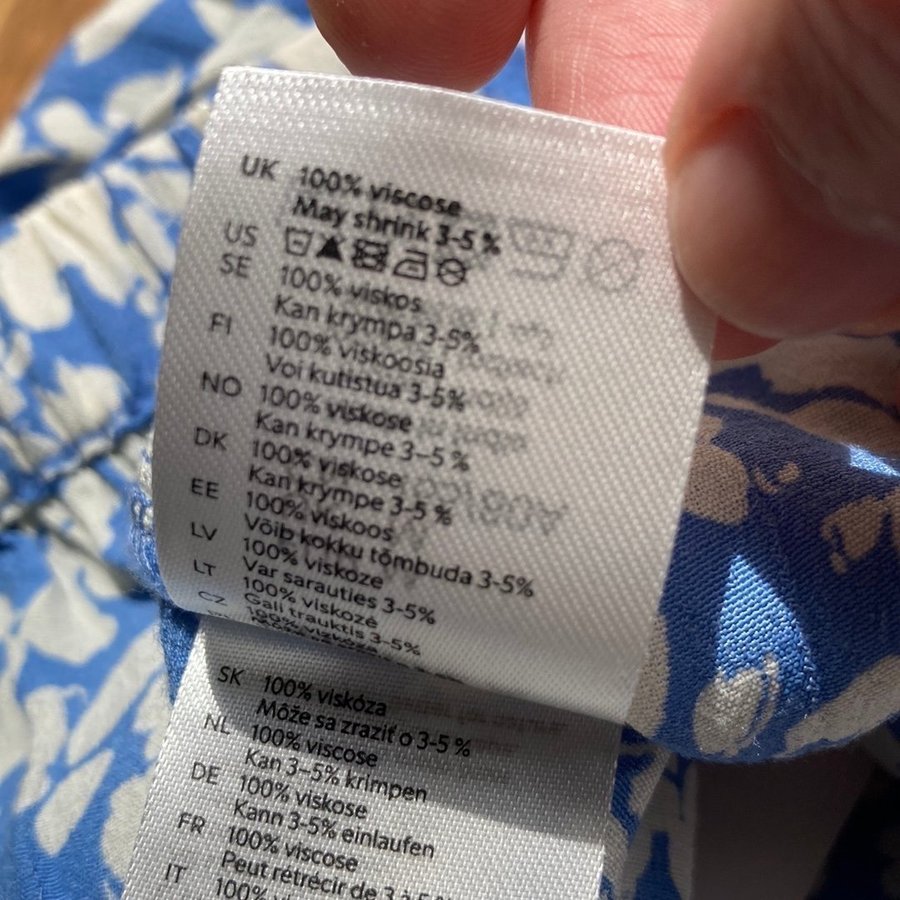 UK 100% viscose
May shrink 3-5 %
US
SE 100% viskos
Kan krympa 3-5%
FI 100% viskoosia
Voi kutistua 3-5%
NO 100% viskose
Kan krympe 3–5 %
DK 100% viskose
Kan krympe 3-5 %
EE 100% viskoos
Võib kokku tõmbuda 3-5%
LV 100% viskoze
Var sarauties 3-5%
LT 100% viskozė
Gali trauktis 3-5%
CZ 100% vizkóza
SK 100% viskóza
Môže sa zraziť o 3-5 %
NL 100% viscose
Kan 3–5% krimpen
DE 100% viskose
Kann 3-5% einlaufen
FR 100% viscose
Peut rétrécir de 3 à 5
IT 100%